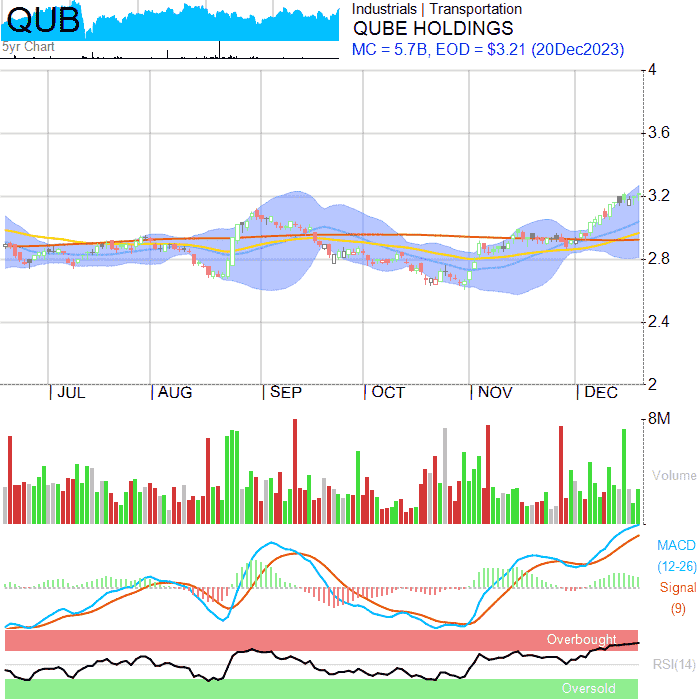 QUB
5yr Chart
Industrials | Transportation
QUBE HOLDINGS
MC = 5.7B, EOD = $3.21 (20Dec2023)
4
3.6
3.2
2.8
2.4
2
JUL
AUG
SEP
OCT
NOV
DEC
8M
Volume
MACD
(12-26)
Signal
(9)
Overbought
RSI(14)
Oversold